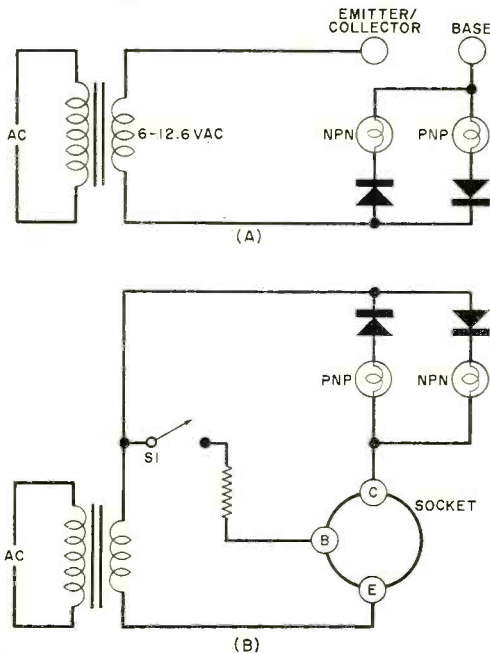 EMITTER/
COLLECTOR
BASE
AC
6-12.6 VAC
NPN
PNP
(A)
PNP
NPN
S1
C
SOCKET
B
AC
E
(B)